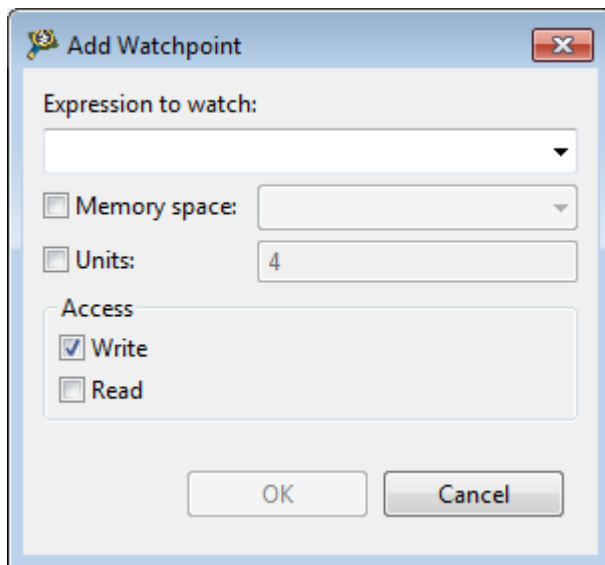 Add Watchpoint
Expression to watch:
Memory space:
Units: 4
Access
Write
Read
OK Cancel